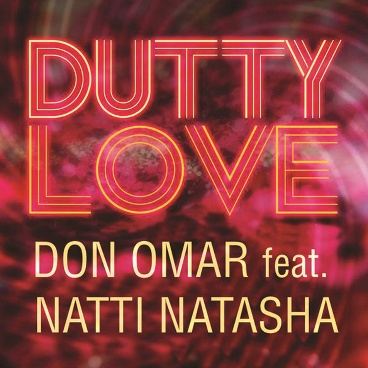 DUTTY
LOVE
DON OMAR feat.
NATTI NATASHA